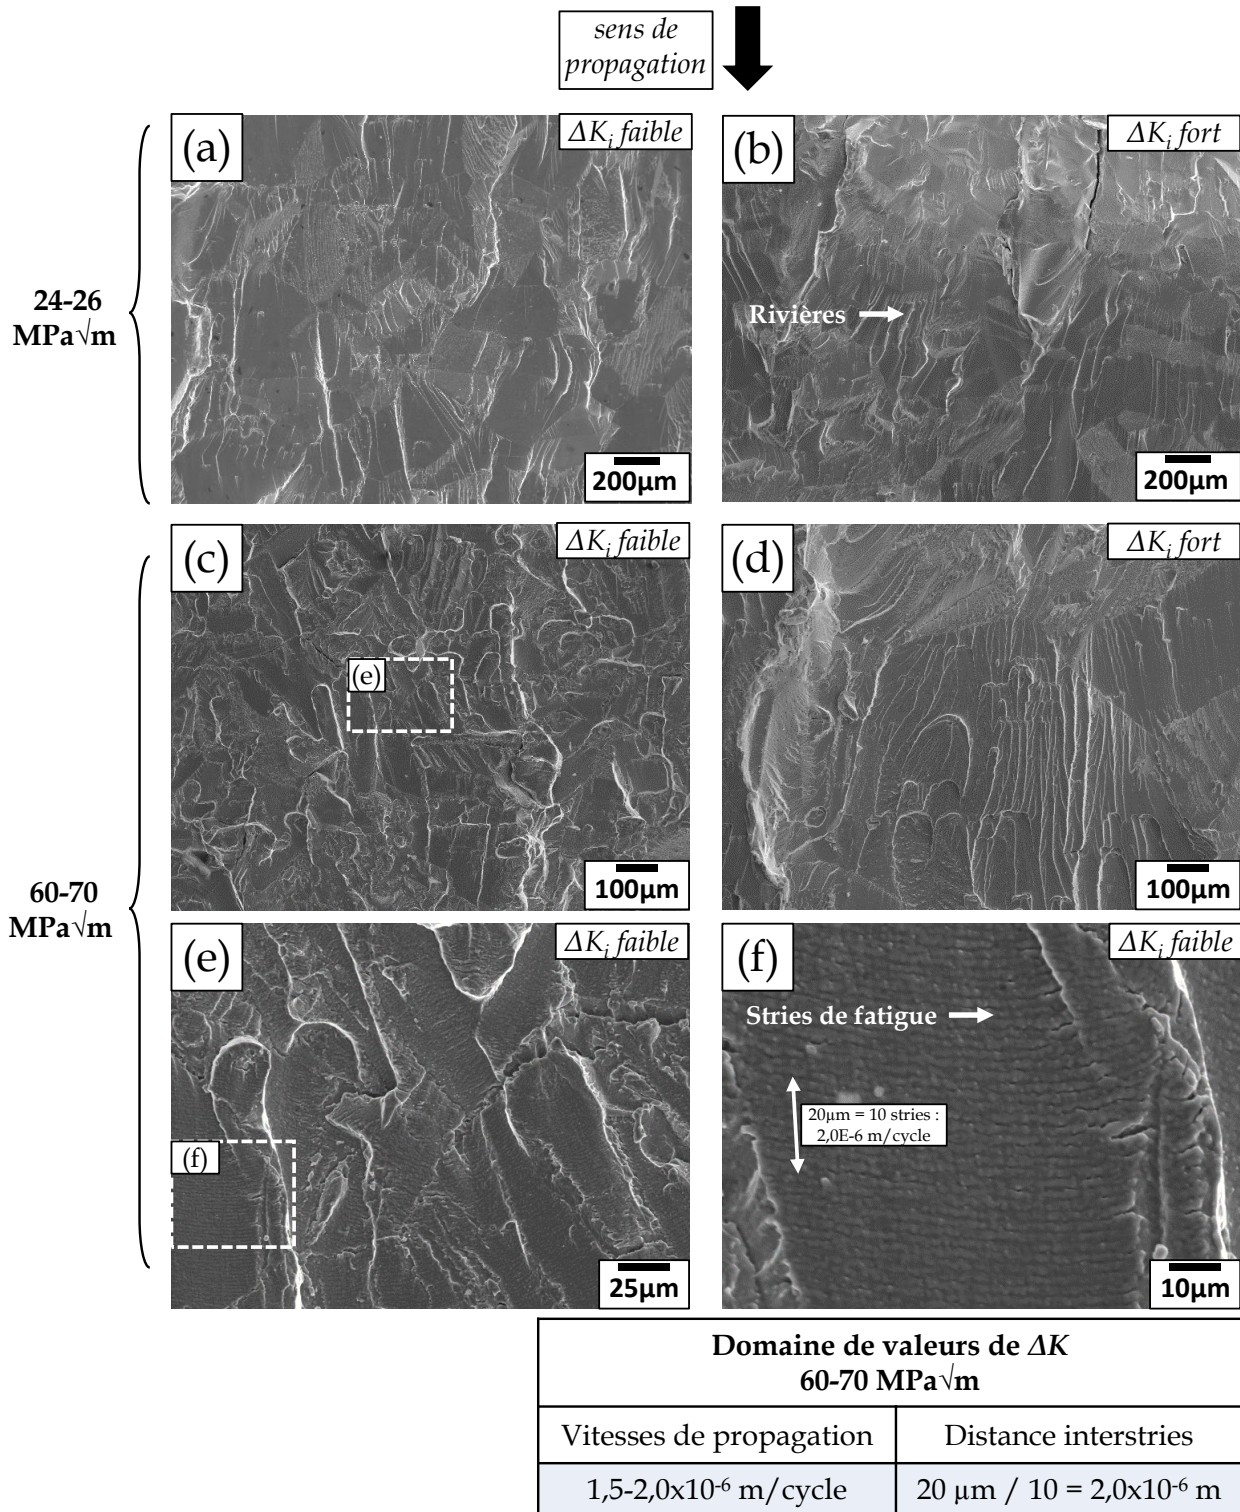 sens de
propagation
(a)
ΔKi faible
(b)
ΔKi fort
24-26
MPa√m
Rivières
200μm
200μm
(c)
ΔKi faible
(d)
ΔKi fort
(e)
100μm
100μm
60-70
MPa√m
(e)
ΔKi faible
(f)
ΔKi faible
Stries de fatigue
20μm = 10 stries :
2,0E-6 m/cycle
(f)
25μm
10μm
Domaine de valeurs de ΔK
60-70 MPa√m
Vitesses de propagation
Distance interstries
1,5-2,0x10⁻⁶ m/cycle
20 μm / 10 = 2,0x10⁻⁶ m